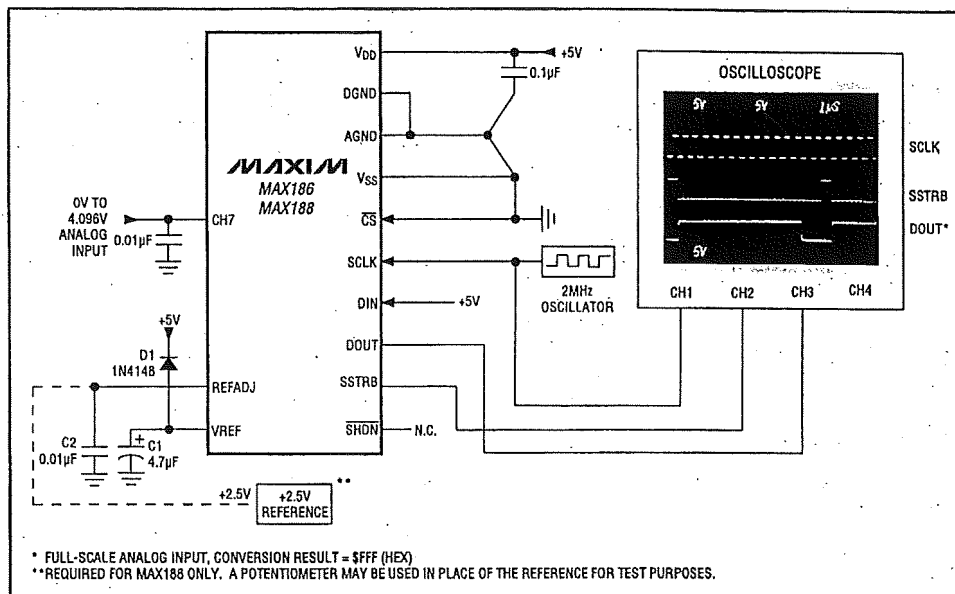 VDD
+5V
0.1µF
DGND
AGND
MAXIM
MAX186
MAX188
VSS
CS
0V TO
4.096V
ANALOG
INPUT
CH7
0.01µF
SCLK
2MHz
OSCILLATOR
DIN
+5V
DOUT
+5V
D1
1N4148
REFADJ
SSTRB
VREF
SHDN
N.C.
C2
0.01µF
+
C1
4.7µF
+2.5V
+2.5V
REFERENCE
**
OSCILLOSCOPE
5V
5V
SCLK
SSTRB
DOUT*
5V
CH1
CH2
CH3
CH4
* FULL-SCALE ANALOG INPUT, CONVERSION RESULT = $FFF (HEX)
**REQUIRED FOR MAX188 ONLY. A POTENTIOMETER MAY BE USED IN PLACE OF THE REFERENCE FOR TEST PURPOSES.